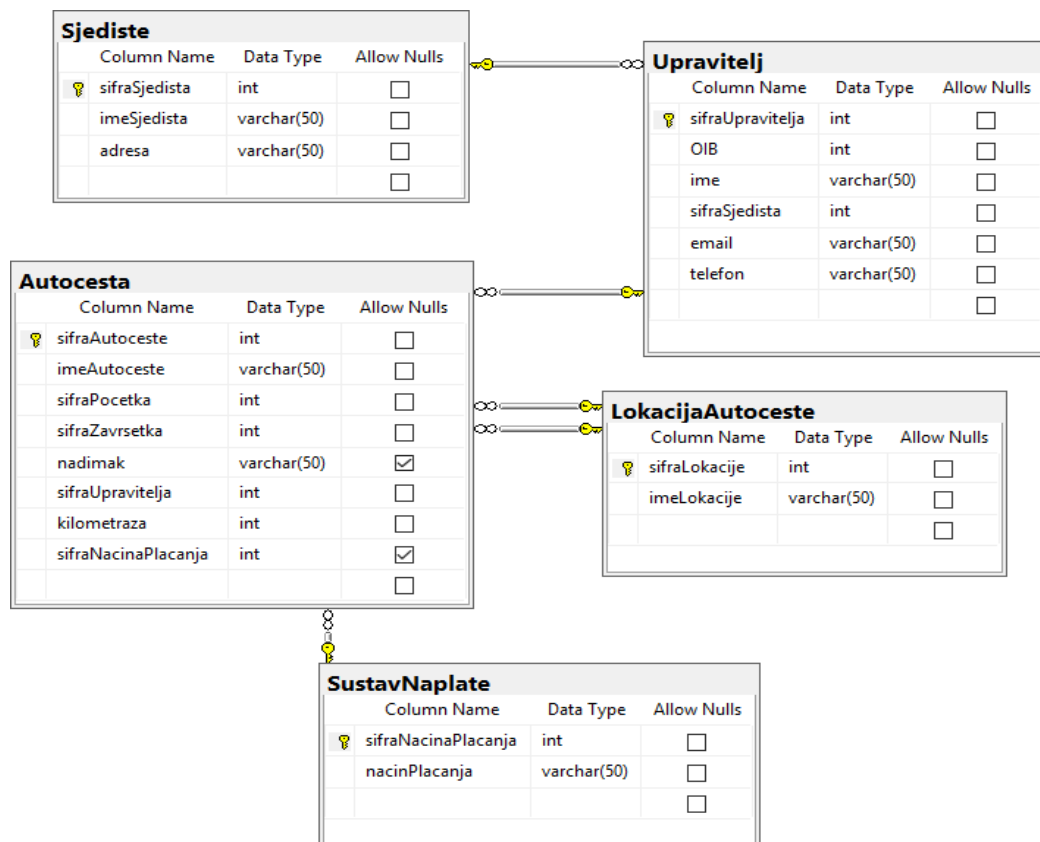 Sjediste
Column Name Data Type Allow Nulls
sifraSjedista int
imeSjedista varchar(50)
adresa varchar(50)
Upravitelj
Column Name Data Type Allow Nulls
sifraUpravitelja int
OIB int
ime varchar(50)
sifraSjedista int
email varchar(50)
telefon varchar(50)
Autocesta
Column Name Data Type Allow Nulls
sifraAutoceste int
imeAutoceste varchar(50)
sifraPocetka int
sifraZavrsetka int
nadimak varchar(50)
sifraUpravitelja int
kilometraza int
sifraNacinaPlacanja int
LokacijaAutoceste
Column Name Data Type Allow Nulls
sifraLokacije int
imeLokacije varchar(50)
SustavNaplate
Column Name Data Type Allow Nulls
sifraNacinaPlacanja int
nacinPlacanja varchar(50)